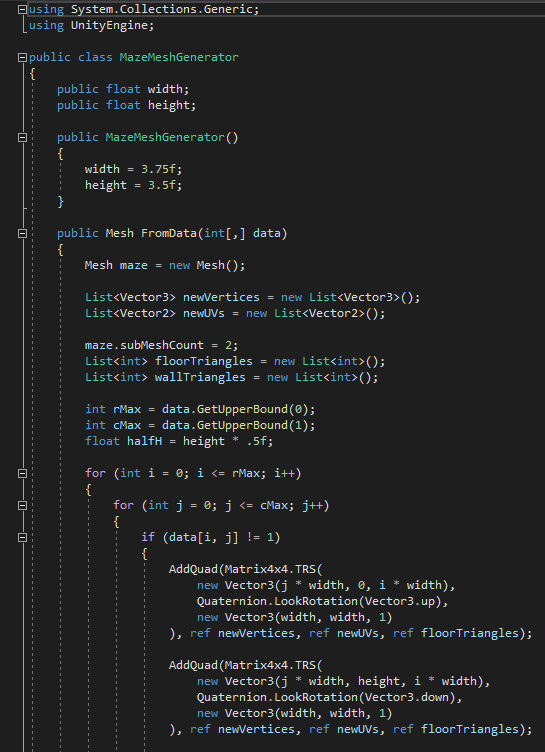 using System.Collections.Generic;
using UnityEngine;
public class MazeMeshGenerator
{
    public float width;
    public float height;
    public MazeMeshGenerator()
    {
        width = 3.75f;
        height = 3.5f;
    }
    public Mesh FromData(int[,] data)
    {
        Mesh maze = new Mesh();
        List<Vector3> newVertices = new List<Vector3>();
        List<Vector2> newUVs = new List<Vector2>();
        maze.subMeshCount = 2;
        List<int> floorTriangles = new List<int>();
        List<int> wallTriangles = new List<int>();
        int rMax = data.GetUpperBound(0);
        int cMax = data.GetUpperBound(1);
        float halfH = height * .5f;
        for (int i = 0; i <= rMax; i++)
        {
            for (int j = 0; j <= cMax; j++)
            {
                if (data[i, j] != 1)
                {
                    AddQuad(Matrix4x4.TRS(
                        new Vector3(j * width, 0, i * width),
                        Quaternion.LookRotation(Vector3.up),
                        new Vector3(width, width, 1)
                    ), ref newVertices, ref newUVs, ref floorTriangles);
                    AddQuad(Matrix4x4.TRS(
                        new Vector3(j * width, height, i * width),
                        Quaternion.LookRotation(Vector3.down),
                        new Vector3(width, width, 1)
                    ), ref newVertices, ref newUVs, ref floorTriangles);